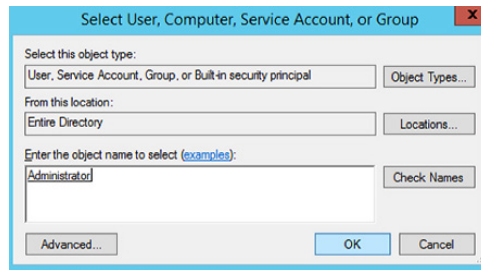 Select User, Computer, Service Account, or Group
x
Select this object type:
User, Service Account, Group, or Built-in security principal
Object Types...
From this location:
Entire Directory
Locations...
Enter the object name to select (examples):
Administrator
Check Names
Advanced...
OK
Cancel